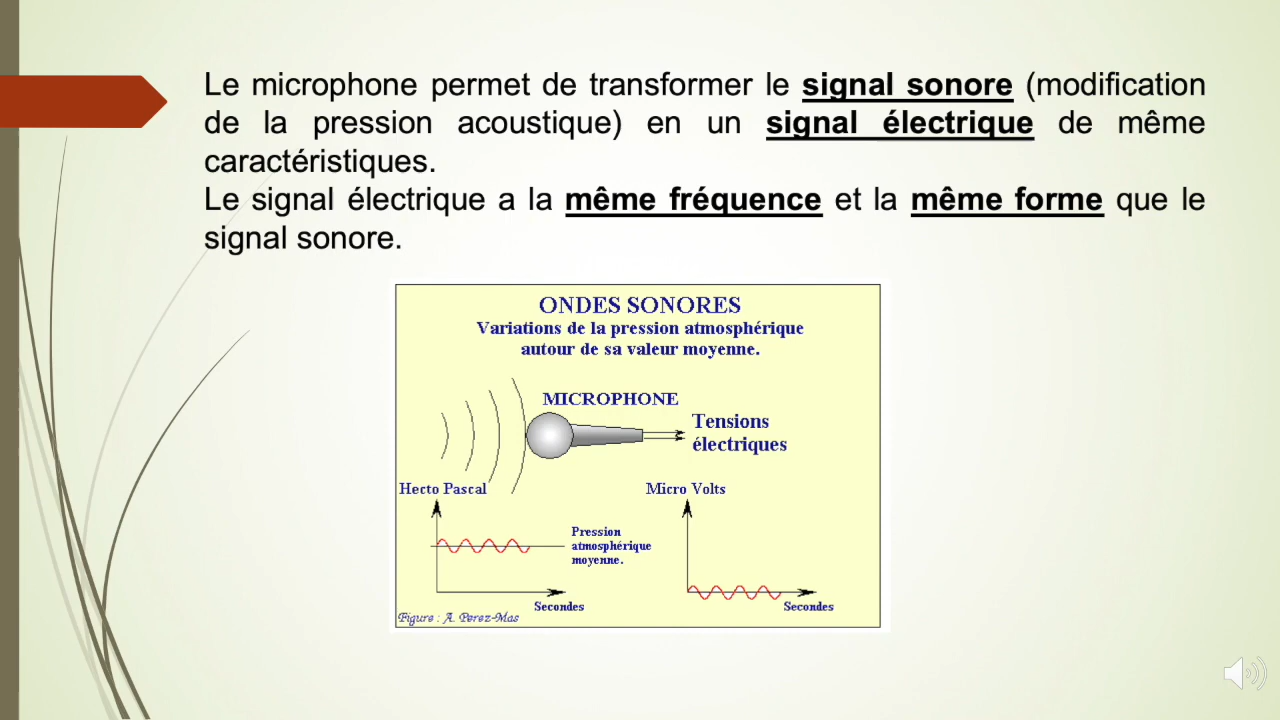 Le microphone permet de transformer le signal sonore (modification
de la pression acoustique) en un signal électrique de même
caractéristiques.
Le signal électrique a la même fréquence et la même forme que le
signal sonore.
ONDES SONORES
Variations de la pression atmosphérique
autour de sa valeur moyenne.
MICROPHONE
Tensions
électriques
Hecto Pascal
Micro Volts
Pression
atmosphérique
moyenne.
Secondes
Secondes
Figure : A. Perez-Mas